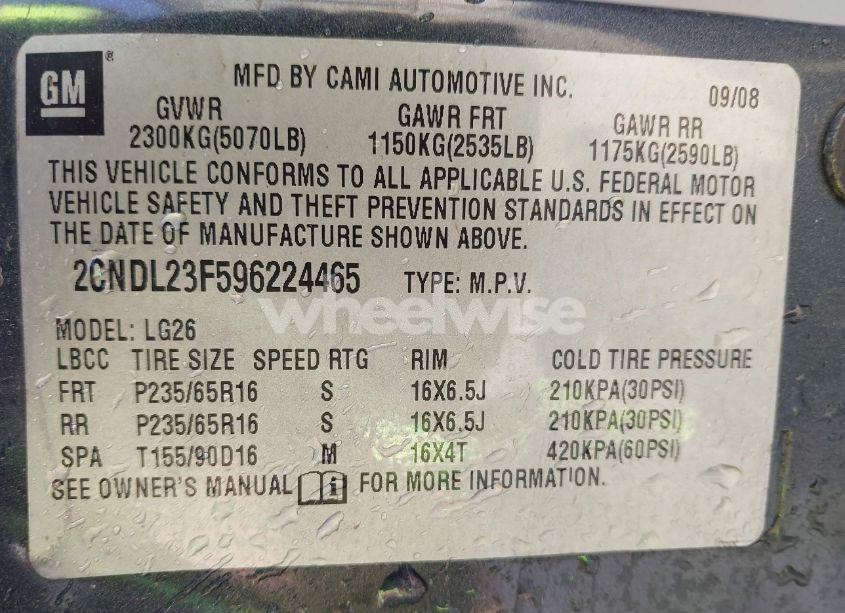 GM®
MFD BY CAMI AUTOMOTIVE INC.
09/08
GVWR GAWR FRT GAWR RR
2300KG(5070LB) 1150KG(2535LB) 1175KG(2590LB)
THIS VEHICLE CONFORMS TO ALL APPLICABLE U.S. FEDERAL MOTOR
VEHICLE SAFETY AND THEFT PREVENTION STANDARDS IN EFFECT ON
THE DATE OF MANUFACTURE SHOWN ABOVE.
2CNDL23F596224465 TYPE: M.P.V.
wheelwise
MODEL: LG26
LBCC TIRE SIZE SPEED RTG RIM COLD TIRE PRESSURE
FRT P235/65R16 S 16X6.5J 210KPA(30PSI)
RR P235/65R16 S 16X6.5J 210KPA(30PSI)
SPA T155/90D16 M 16X4T 420KPA(60PSI)
SEE OWNER'S MANUAL i FOR MORE INFORMATION.